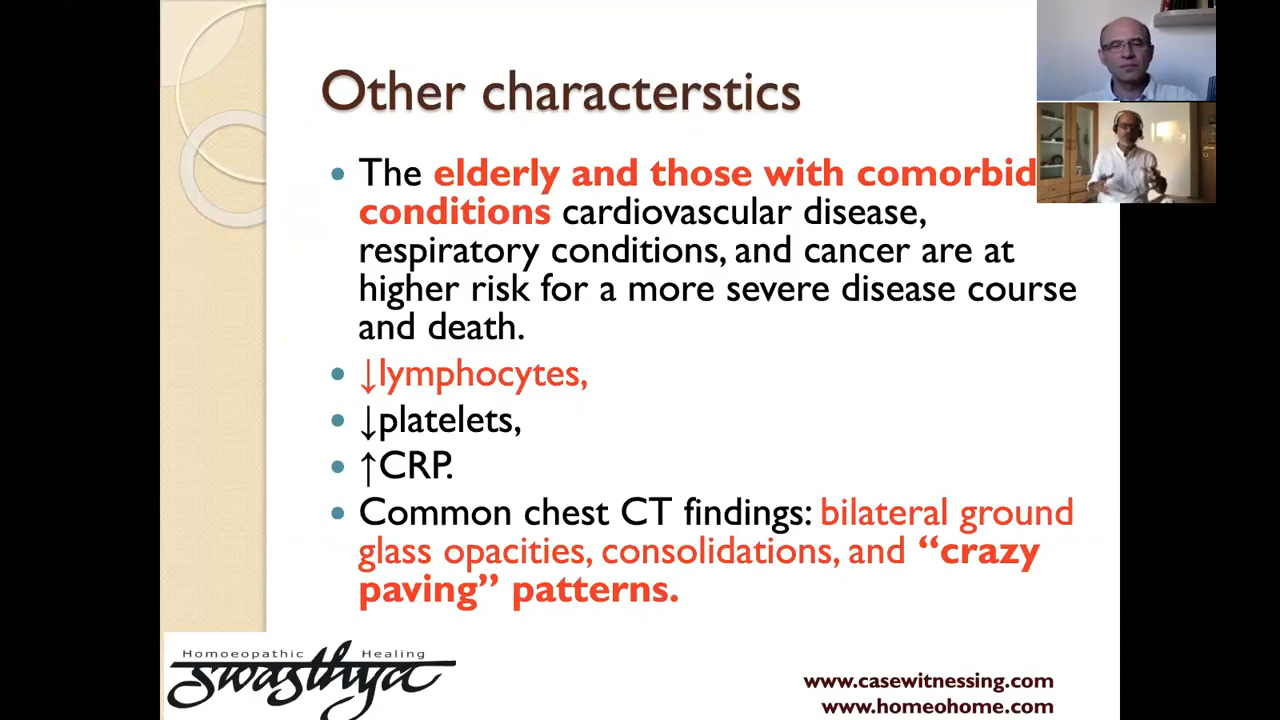 Other characterstics
• The elderly and those with comorbid
conditions cardiovascular disease,
respiratory conditions, and cancer are at
higher risk for a more severe disease course
and death.
• ↓lymphocytes,
• ↓platelets,
• ↑CRP.
• Common chest CT findings: bilateral ground
glass opacities, consolidations, and “crazy
paving” patterns.
Homoeopathic Healing
swasthya
www.casewitnessing.com
www.homeohome.com